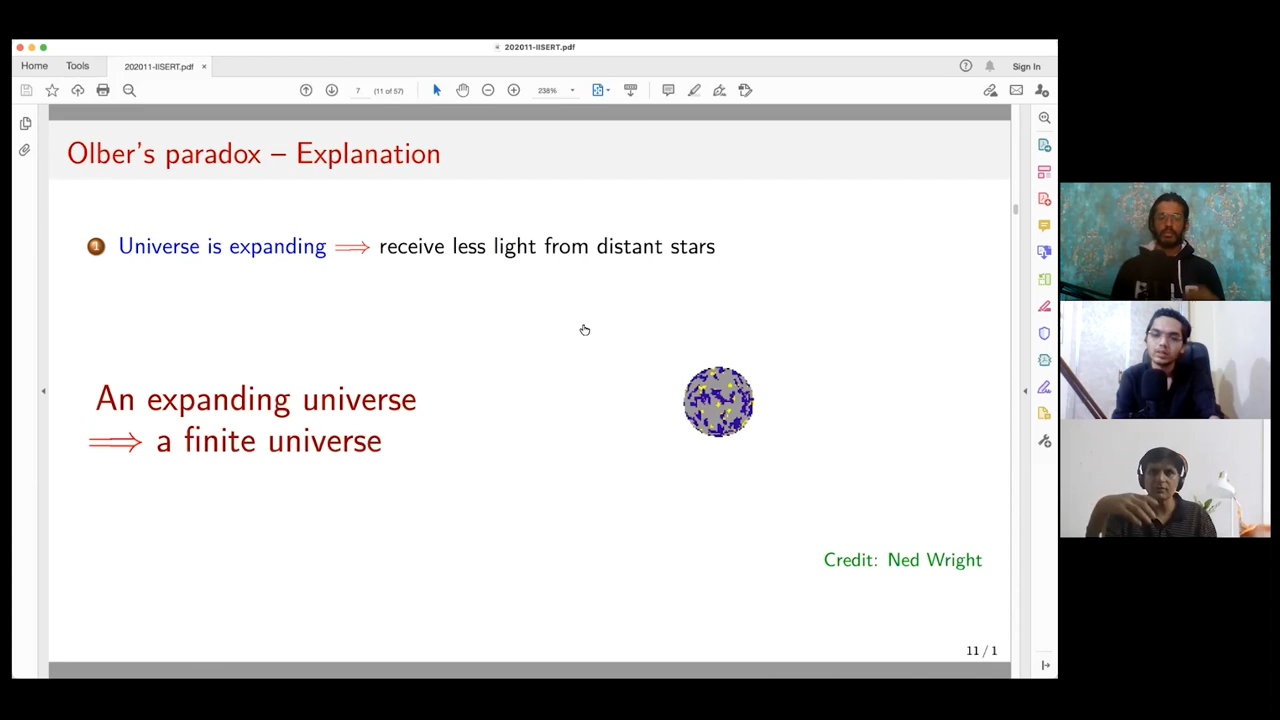 202011-IISERT.pdf
Home
Tools
202011-IISERT.pdf
×
Sign In
7
(11 of 57)
238%
Olber's paradox – Explanation
1 Universe is expanding ⟹ receive less light from distant stars
An expanding universe
⟹ a finite universe
Credit: Ned Wright
11 / 1